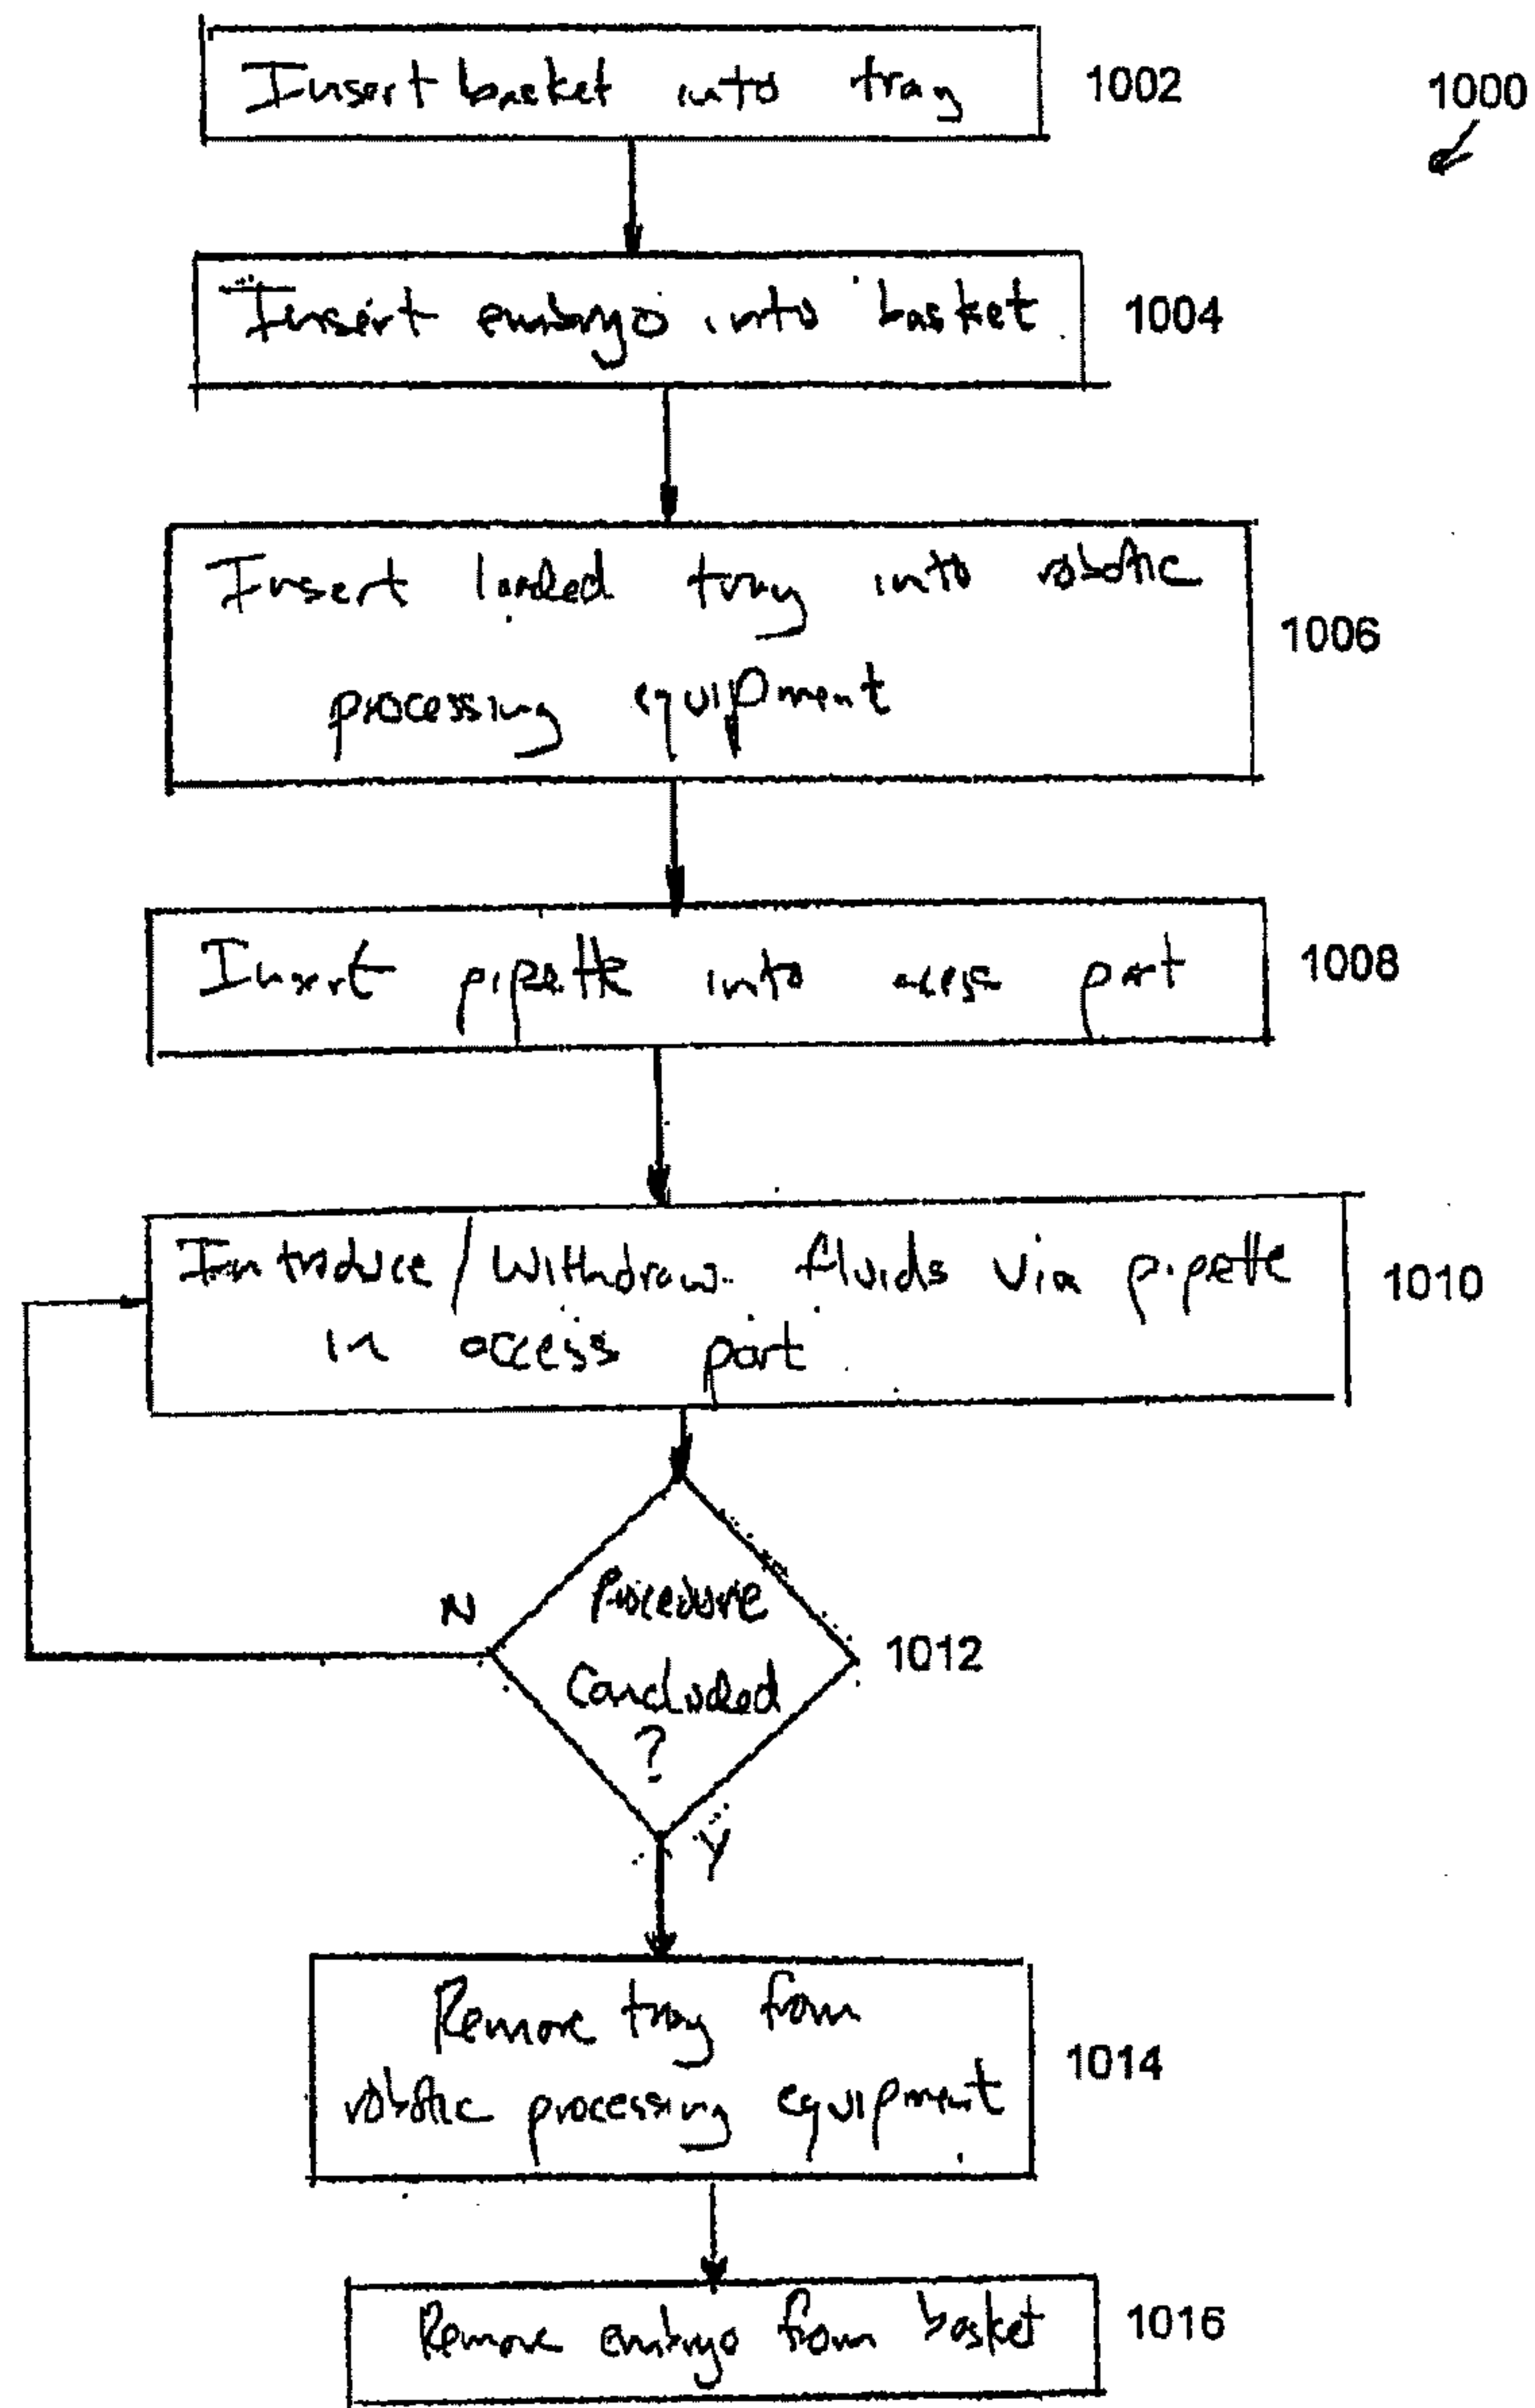 Insert basket into tray 1002
1000
Insert embryo into basket 1004
Insert loaded tray into robotic
processing equipment
1006
Insert pipette into access port 1008
Introduce/Withdraw fluids via pipette
in access port
1010
N
Procedure
Concluded
?
1012
Y
Remove tray from
robotic processing equipment
1014
Remove embryo from basket 1016